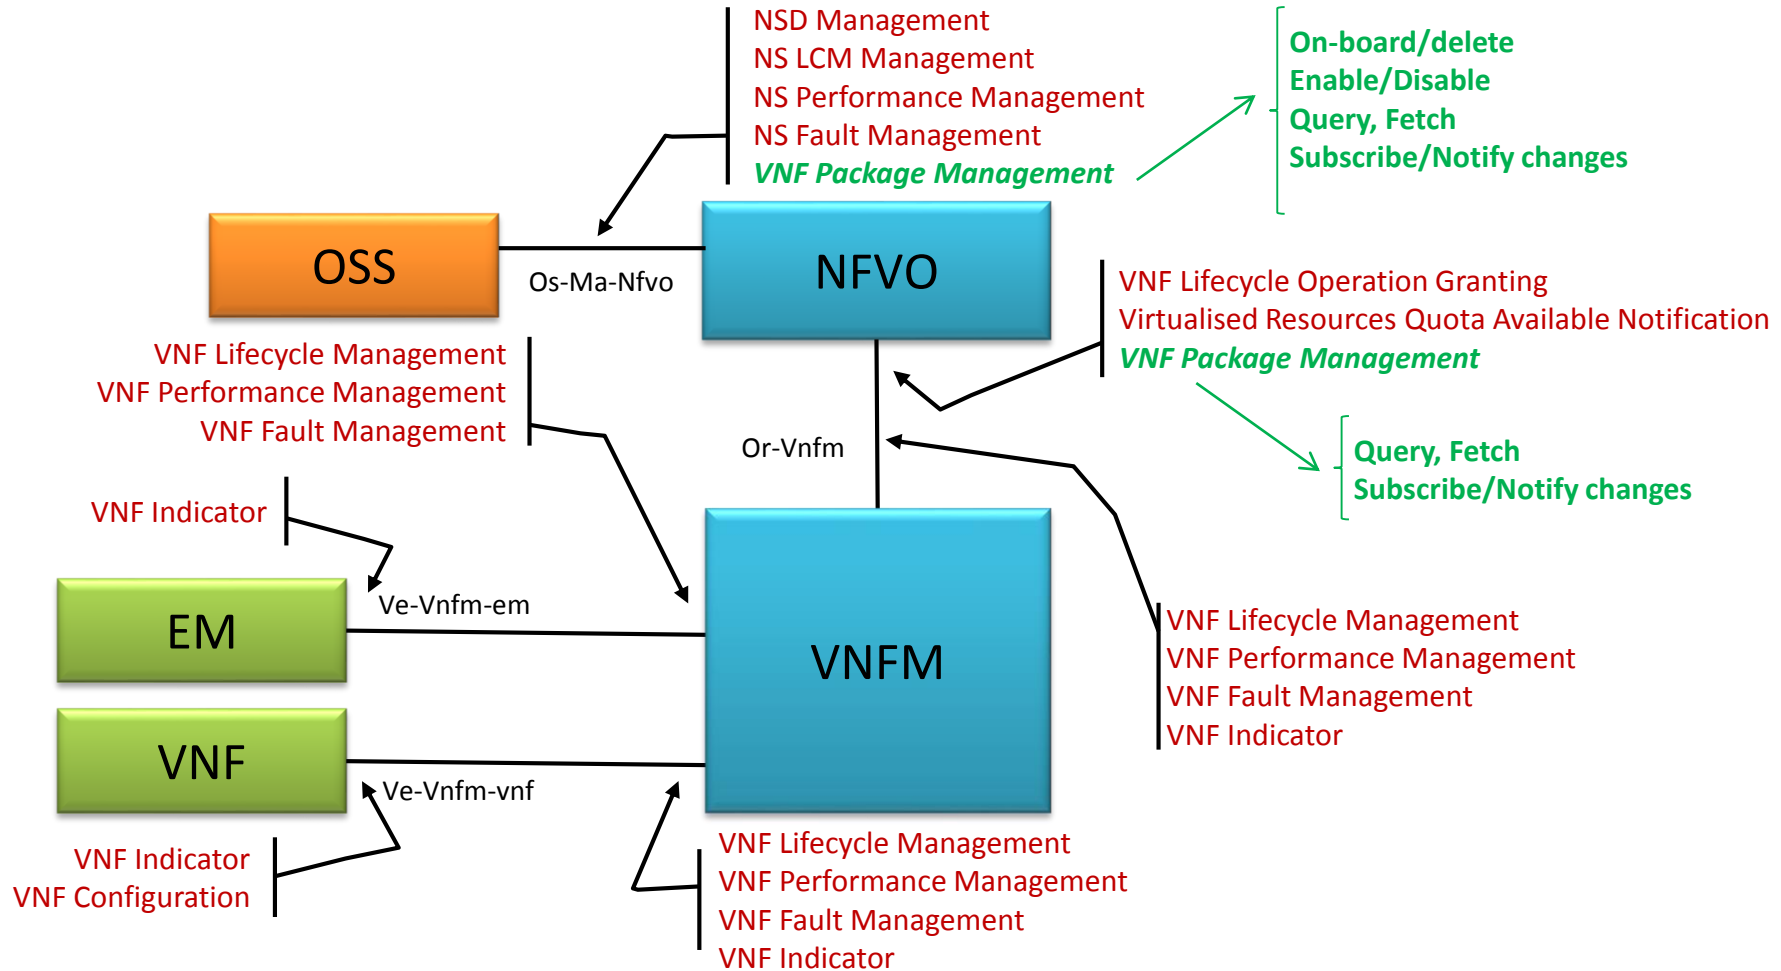 NSD Management
NS LCM Management
NS Performance Management
NS Fault Management
VNF Package Management
On-board/delete
Enable/Disable
Query, Fetch
Subscribe/Notify changes
OSS
Os-Ma-Nfvo
NFVO
VNF Lifecycle Operation Granting
Virtualised Resources Quota Available Notification
VNF Package Management
VNF Lifecycle Management
VNF Performance Management
VNF Fault Management
Or-Vnfm
Query, Fetch
Subscribe/Notify changes
VNF Indicator
Ve-Vnfm-em
EM
VNFM
VNF Lifecycle Management
VNF Performance Management
VNF Fault Management
VNF Indicator
VNF
Ve-Vnfm-vnf
VNF Indicator
VNF Configuration
VNF Lifecycle Management
VNF Performance Management
VNF Fault Management
VNF Indicator